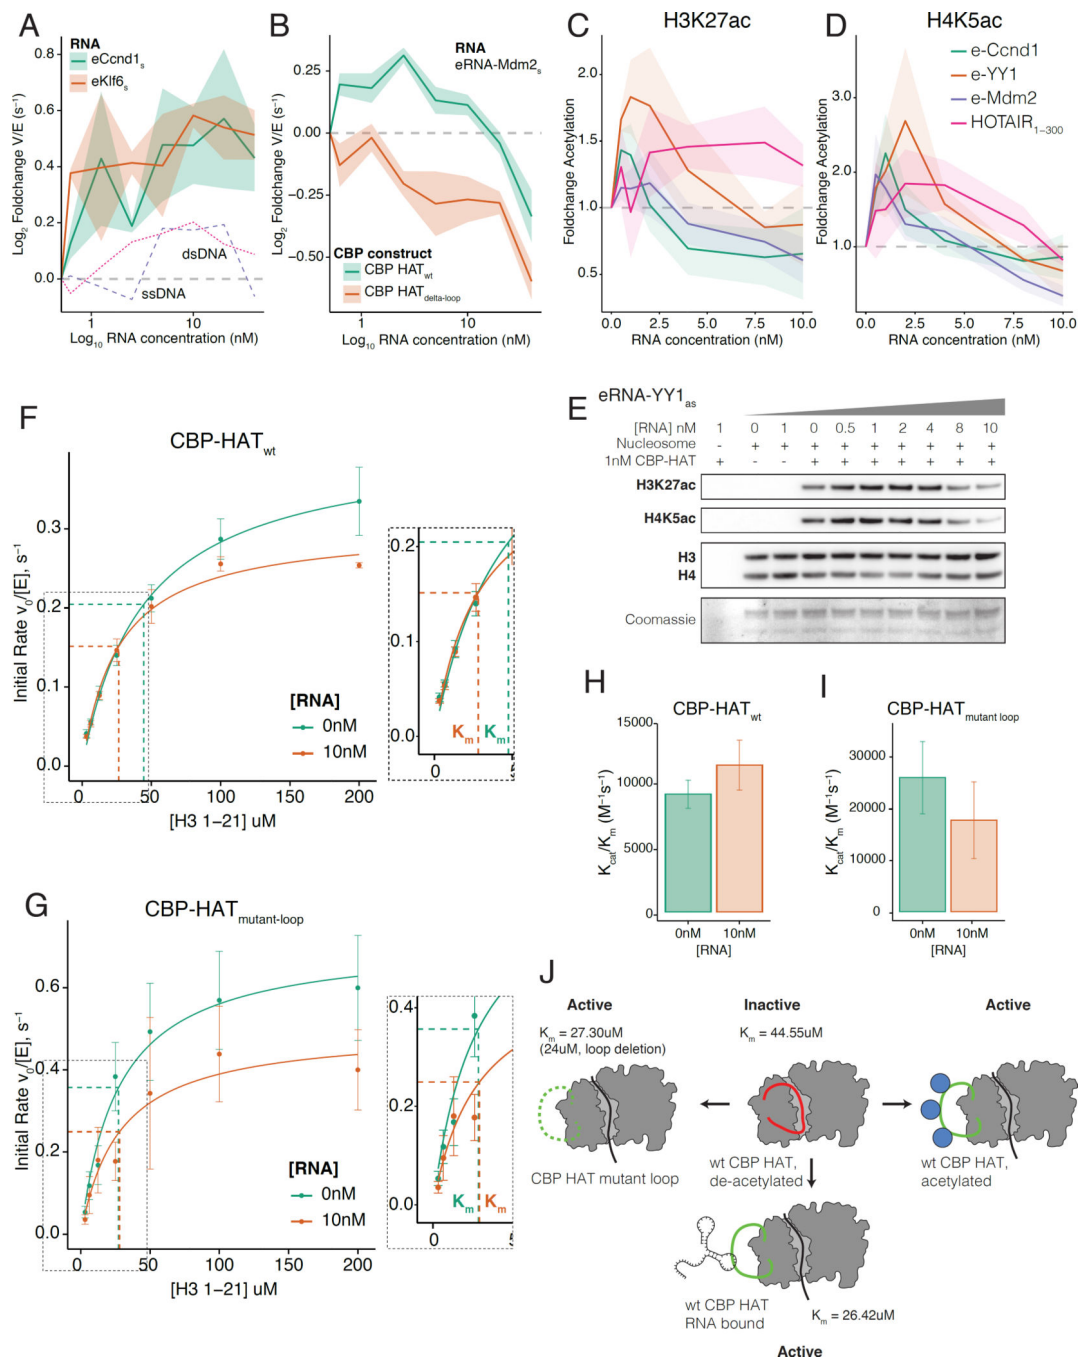 A
RNA
eCcnd1s
eKlf6s
Log2 Foldchange V/E (s−1)
0.8
0.6
0.4
0.2
0.0
dsDNA
ssDNA
1
10
Log10 RNA concentration (nM)
B
RNA
eRNA-Mdm2s
Log2 Foldchange V/E (s−1)
0.25
0.00
−0.25
−0.50
CBP construct
CBP HATwt
CBP HATdelta-loop
1
10
Log10 RNA concentration (nM)
C
H3K27ac
Foldchange Acetylation
2.0
1.5
1.0
0.5
0.0 2.5 5.0 7.5 10.0
RNA concentration (nM)
D
H4K5ac
e-Ccnd1
e-YY1
e-Mdm2
HOTAIR1−300
Foldchange Acetylation
3.0
2.0
1.0
0.0 2.5 5.0 7.5 10.0
RNA concentration (nM)
E
eRNA-YY1as
[RNA] nM 1 0 1 0 0.5 1 2 4 8 10
Nucleosome - + + + + + + + + +
1nM CBP-HAT + - - + + + + + + +
H3K27ac
H4K5ac
H3
H4
Coomassie
F
CBP-HATwt
Initial Rate v0/[E], s−1
0.3
0.2
0.1
0.0
[RNA]
0nM
10nM
0 50 100 150 200
[H3 1−21] uM
0.2
0.1
0.0
Km Km
0
G
CBP-HATmutant-loop
Initial Rate v0/[E], s−1
0.6
0.4
0.2
0.0
[RNA]
0nM
10nM
0 50 100 150 200
[H3 1−21] uM
0.4
0.2
0.0
Km Km
0
H
CBP-HATwt
Kcat/Km (M−1s−1)
15000
10000
5000
0
0nM 10nM
[RNA]
I
CBP-HATmutant loop
Kcat/Km (M−1s−1)
30000
20000
10000
0
0nM 10nM
[RNA]
J
Active
Km = 27.30uM
(24uM, loop deletion)
CBP HAT mutant loop
Inactive
Km = 44.55uM
wt CBP HAT,
de-acetylated
Active
wt CBP HAT,
acetylated
wt CBP HAT
RNA bound
Km = 26.42uM
Active